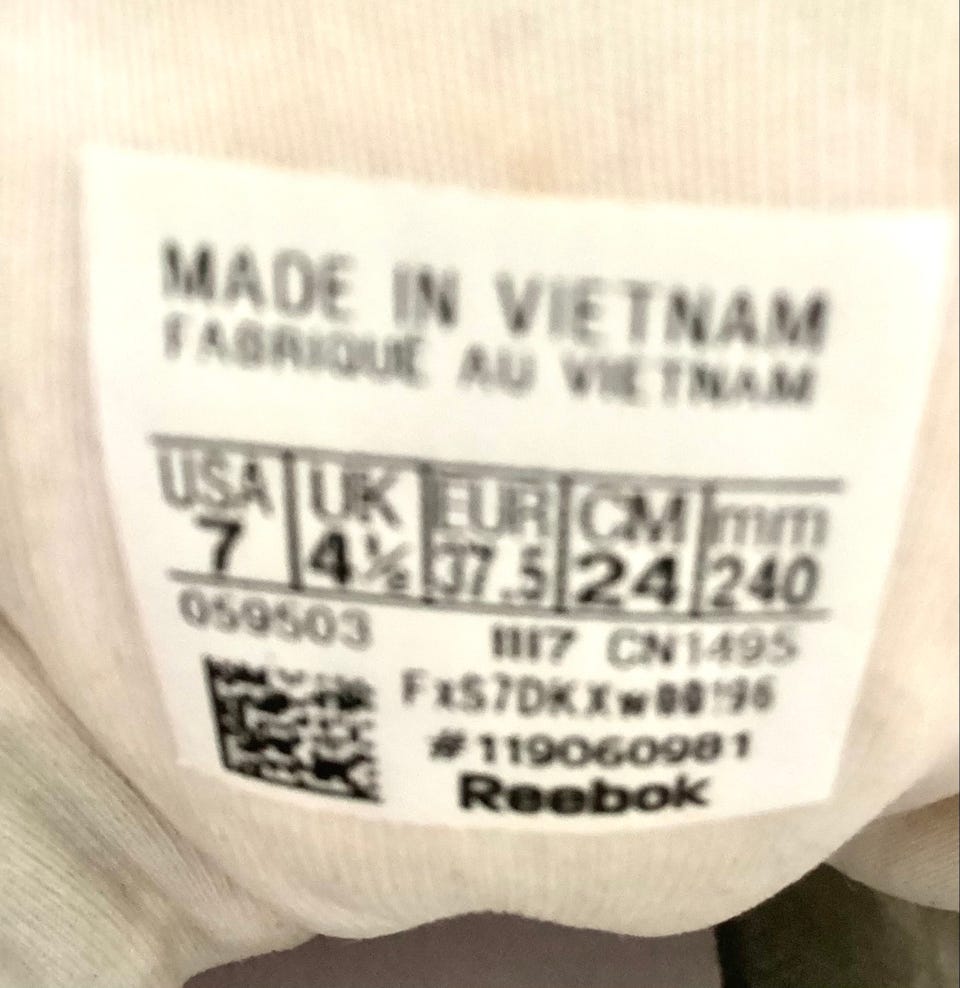 MADE IN VIETNAM
FABRIQUE AU VIETNAM
USA UK EUR CM mm
7 4½ 37.5 24 240
059503
III7 CN1495
#119060981
Reebok